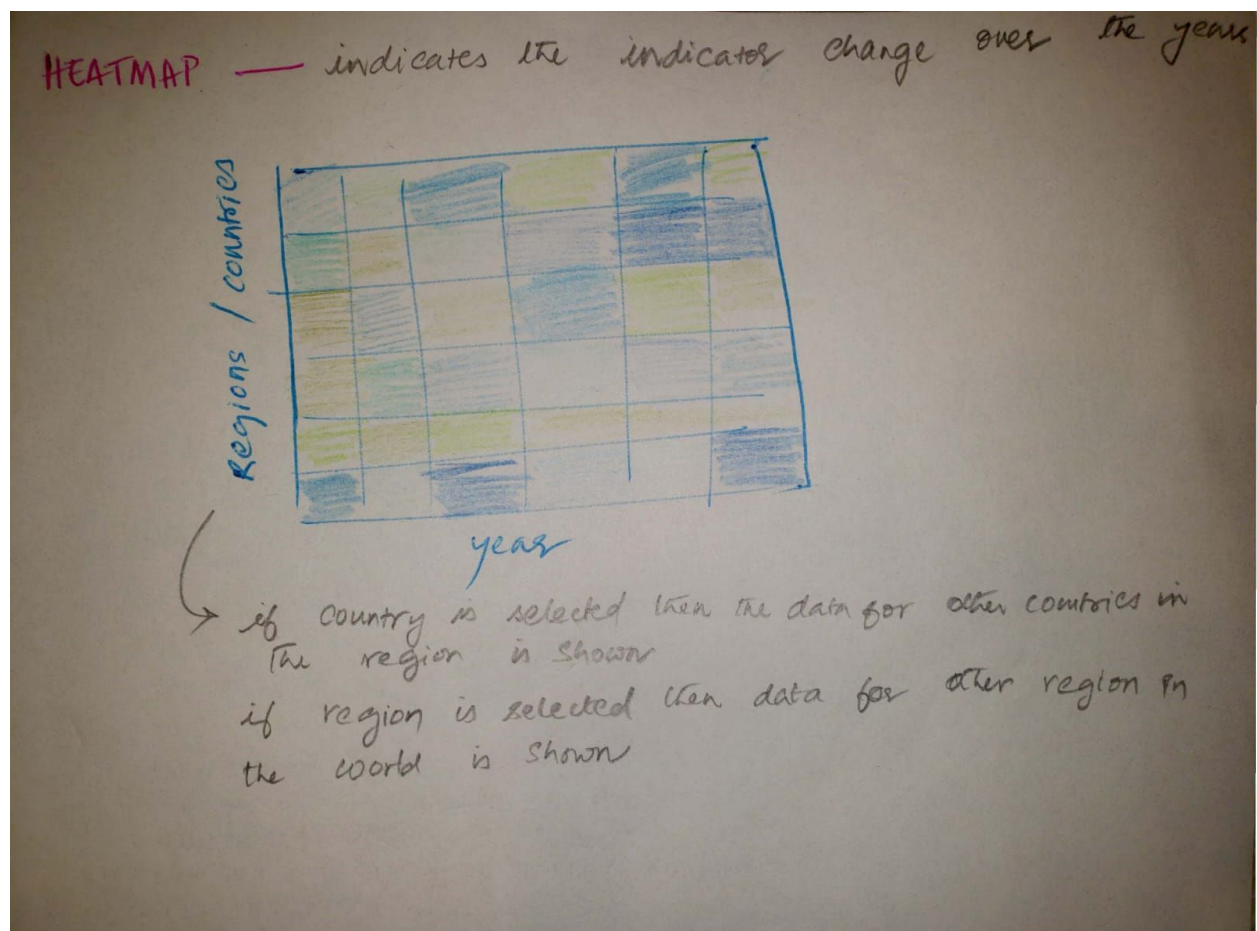 HEATMAP — indicates the indicator change over the years
Regions / countries
year
if country is selected then the data for other countries in
the region is shown
if region is selected then data for other region in
the world is shown